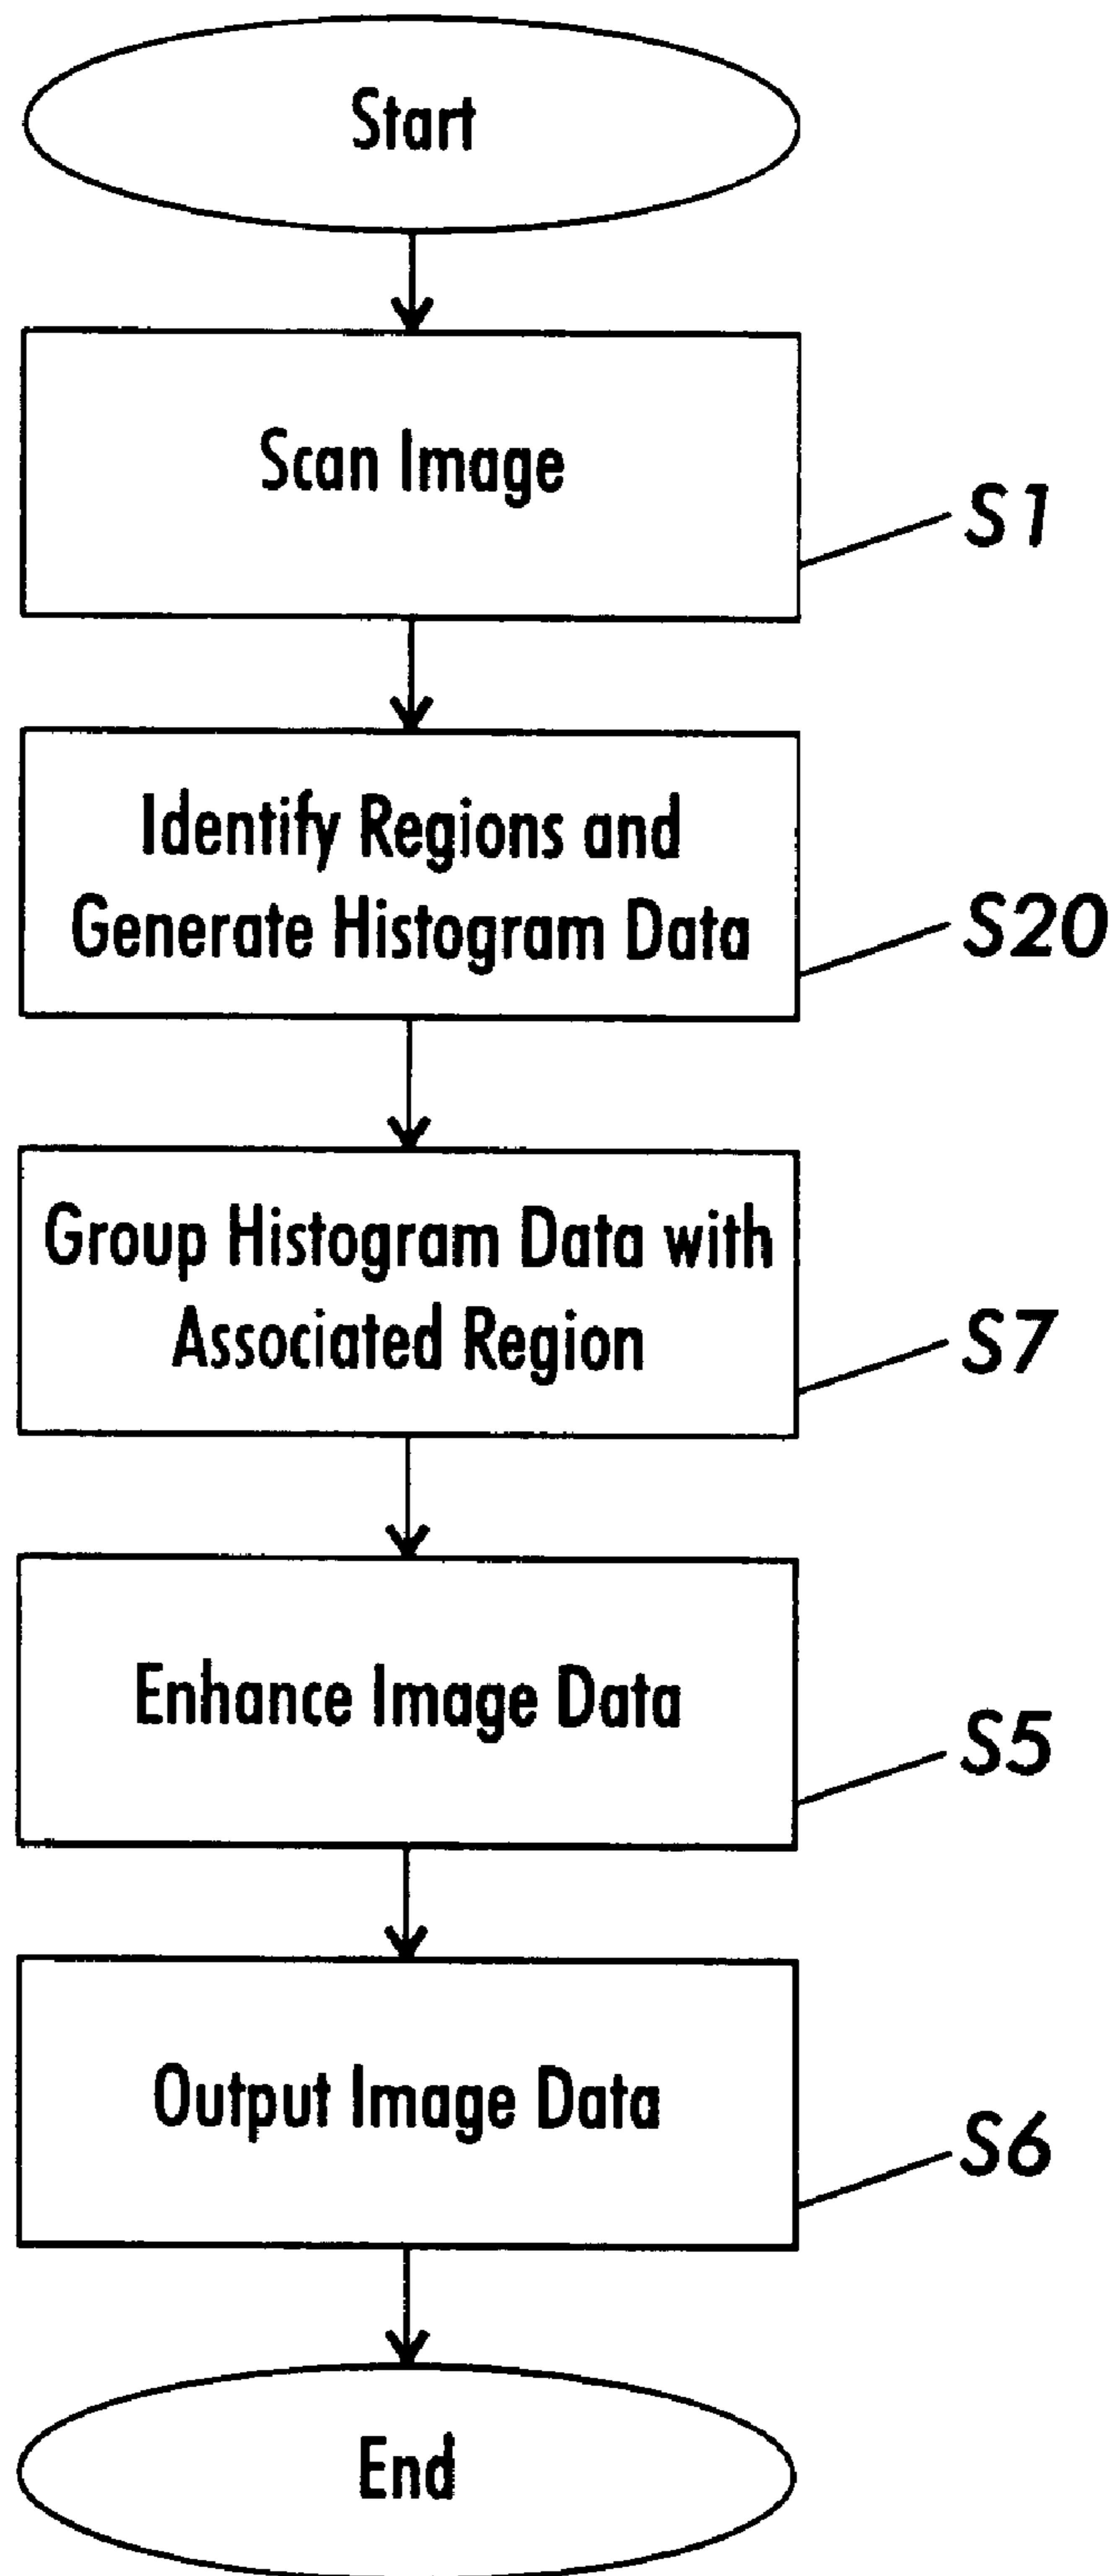 Start
Scan Image
S1
Identify Regions and
Generate Histogram Data
S20
Group Histogram Data with
Associated Region
S7
Enhance Image Data
S5
Output Image Data
S6
End